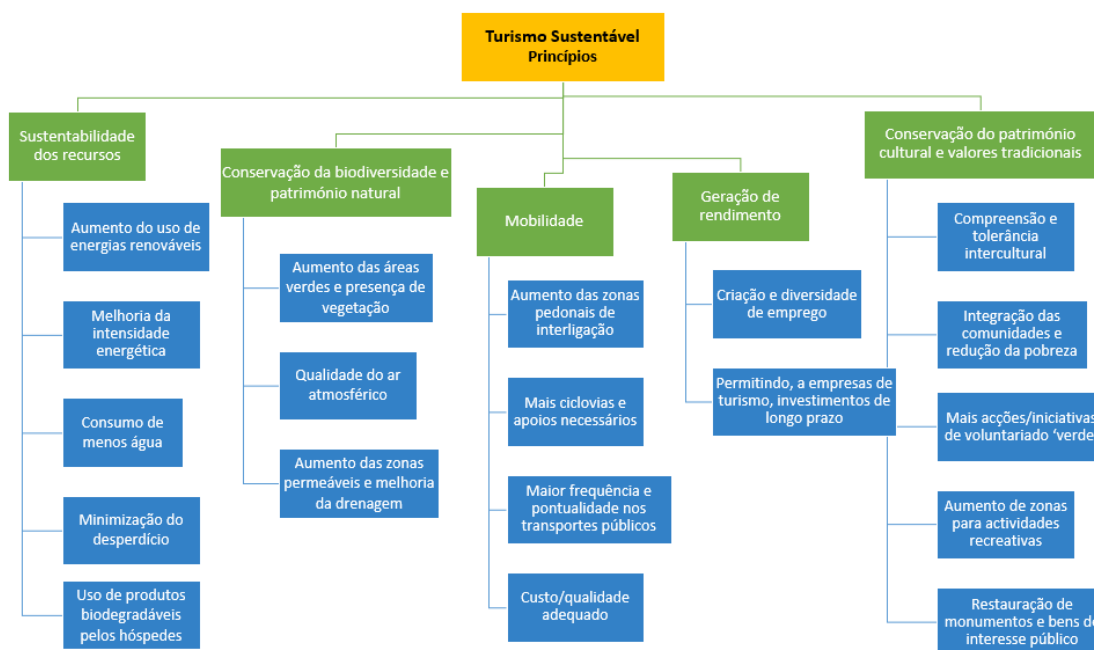 Turismo Sustentável
Princípios
Sustentabilidade
dos recursos
Aumento do uso de
energias renováveis
Melhoria da
intensidade
energética
Consumo de
menos água
Minimização do
desperdício
Uso de produtos
biodegradáveis
pelos hóspedes
Conservação da biodiversidade e
património natural
Aumento das áreas
verdes e presença de
vegetação
Qualidade do ar
atmosférico
Aumento das zonas
permeáveis e melhoria
da drenagem
Mobilidade
Aumento das zonas
pedonais de
interligação
Mais ciclovias e
apoios necessários
Maior frequência e
pontualidade nos
transportes públicos
Custo/qualidade
adequado
Geração de
rendimento
Criação e diversidade
de emprego
Permitindo, a empresas de
turismo, investimentos de
longo prazo
Conservação do património
cultural e valores tradicionais
Compreensão e
tolerância
intercultural
Integração das
comunidades e
redução da pobreza
Mais acções/iniciativas
de voluntariado ‘verde
Aumento de zonas
para actividades
recreativas
Restauração de
monumentos e bens de
interesse público